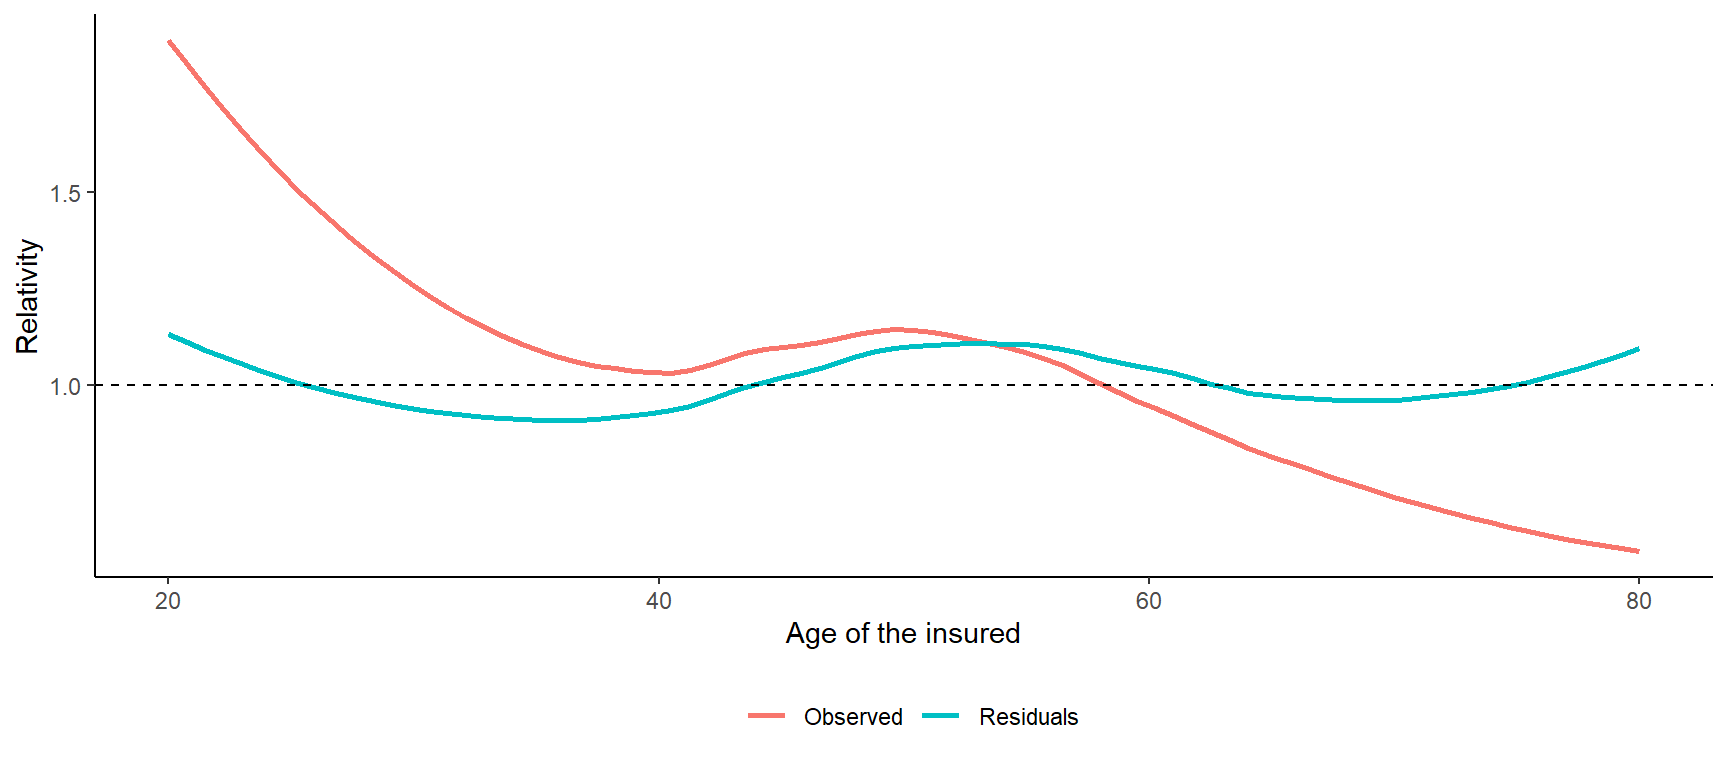 Relativity
1.5
1.0
20 40 60 80
Age of the insured
Observed Residuals